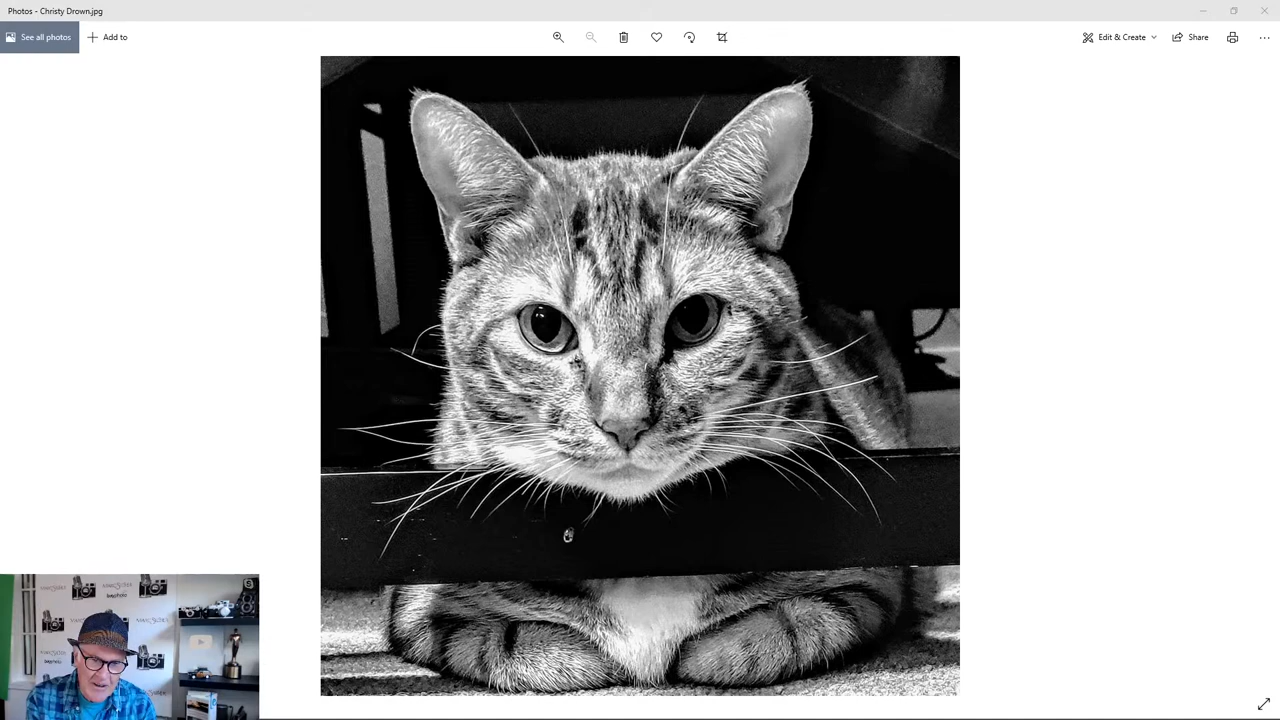 Photos - Christy Drown.jpg
See all photos
Add to
Edit & Create
Share